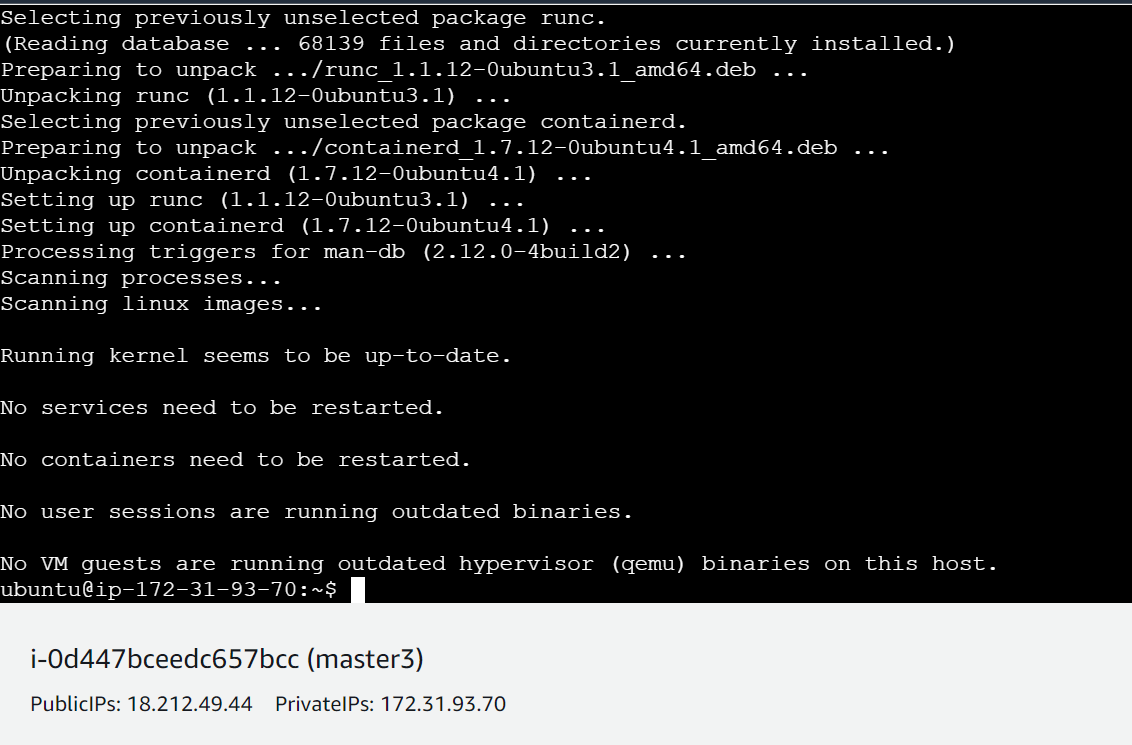 Selecting previously unselected package runc.
(Reading database ... 68139 files and directories currently installed.)
Preparing to unpack .../runc_1.1.12-0ubuntu3.1_amd64.deb ...
Unpacking runc (1.1.12-0ubuntu3.1) ...
Selecting previously unselected package containerd.
Preparing to unpack .../containerd_1.7.12-0ubuntu4.1_amd64.deb ...
Unpacking containerd (1.7.12-0ubuntu4.1) ...
Setting up runc (1.1.12-0ubuntu3.1) ...
Setting up containerd (1.7.12-0ubuntu4.1) ...
Processing triggers for man-db (2.12.0-4build2) ...
Scanning processes...
Scanning linux images...
Running kernel seems to be up-to-date.
No services need to be restarted.
No containers need to be restarted.
No user sessions are running outdated binaries.
No VM guests are running outdated hypervisor (qemu) binaries on this host.
ubuntu@ip-172-31-93-70:~$
i-0d447bceedc657bcc (master3)
PublicIPs: 18.212.49.44 PrivateIPs: 172.31.93.70